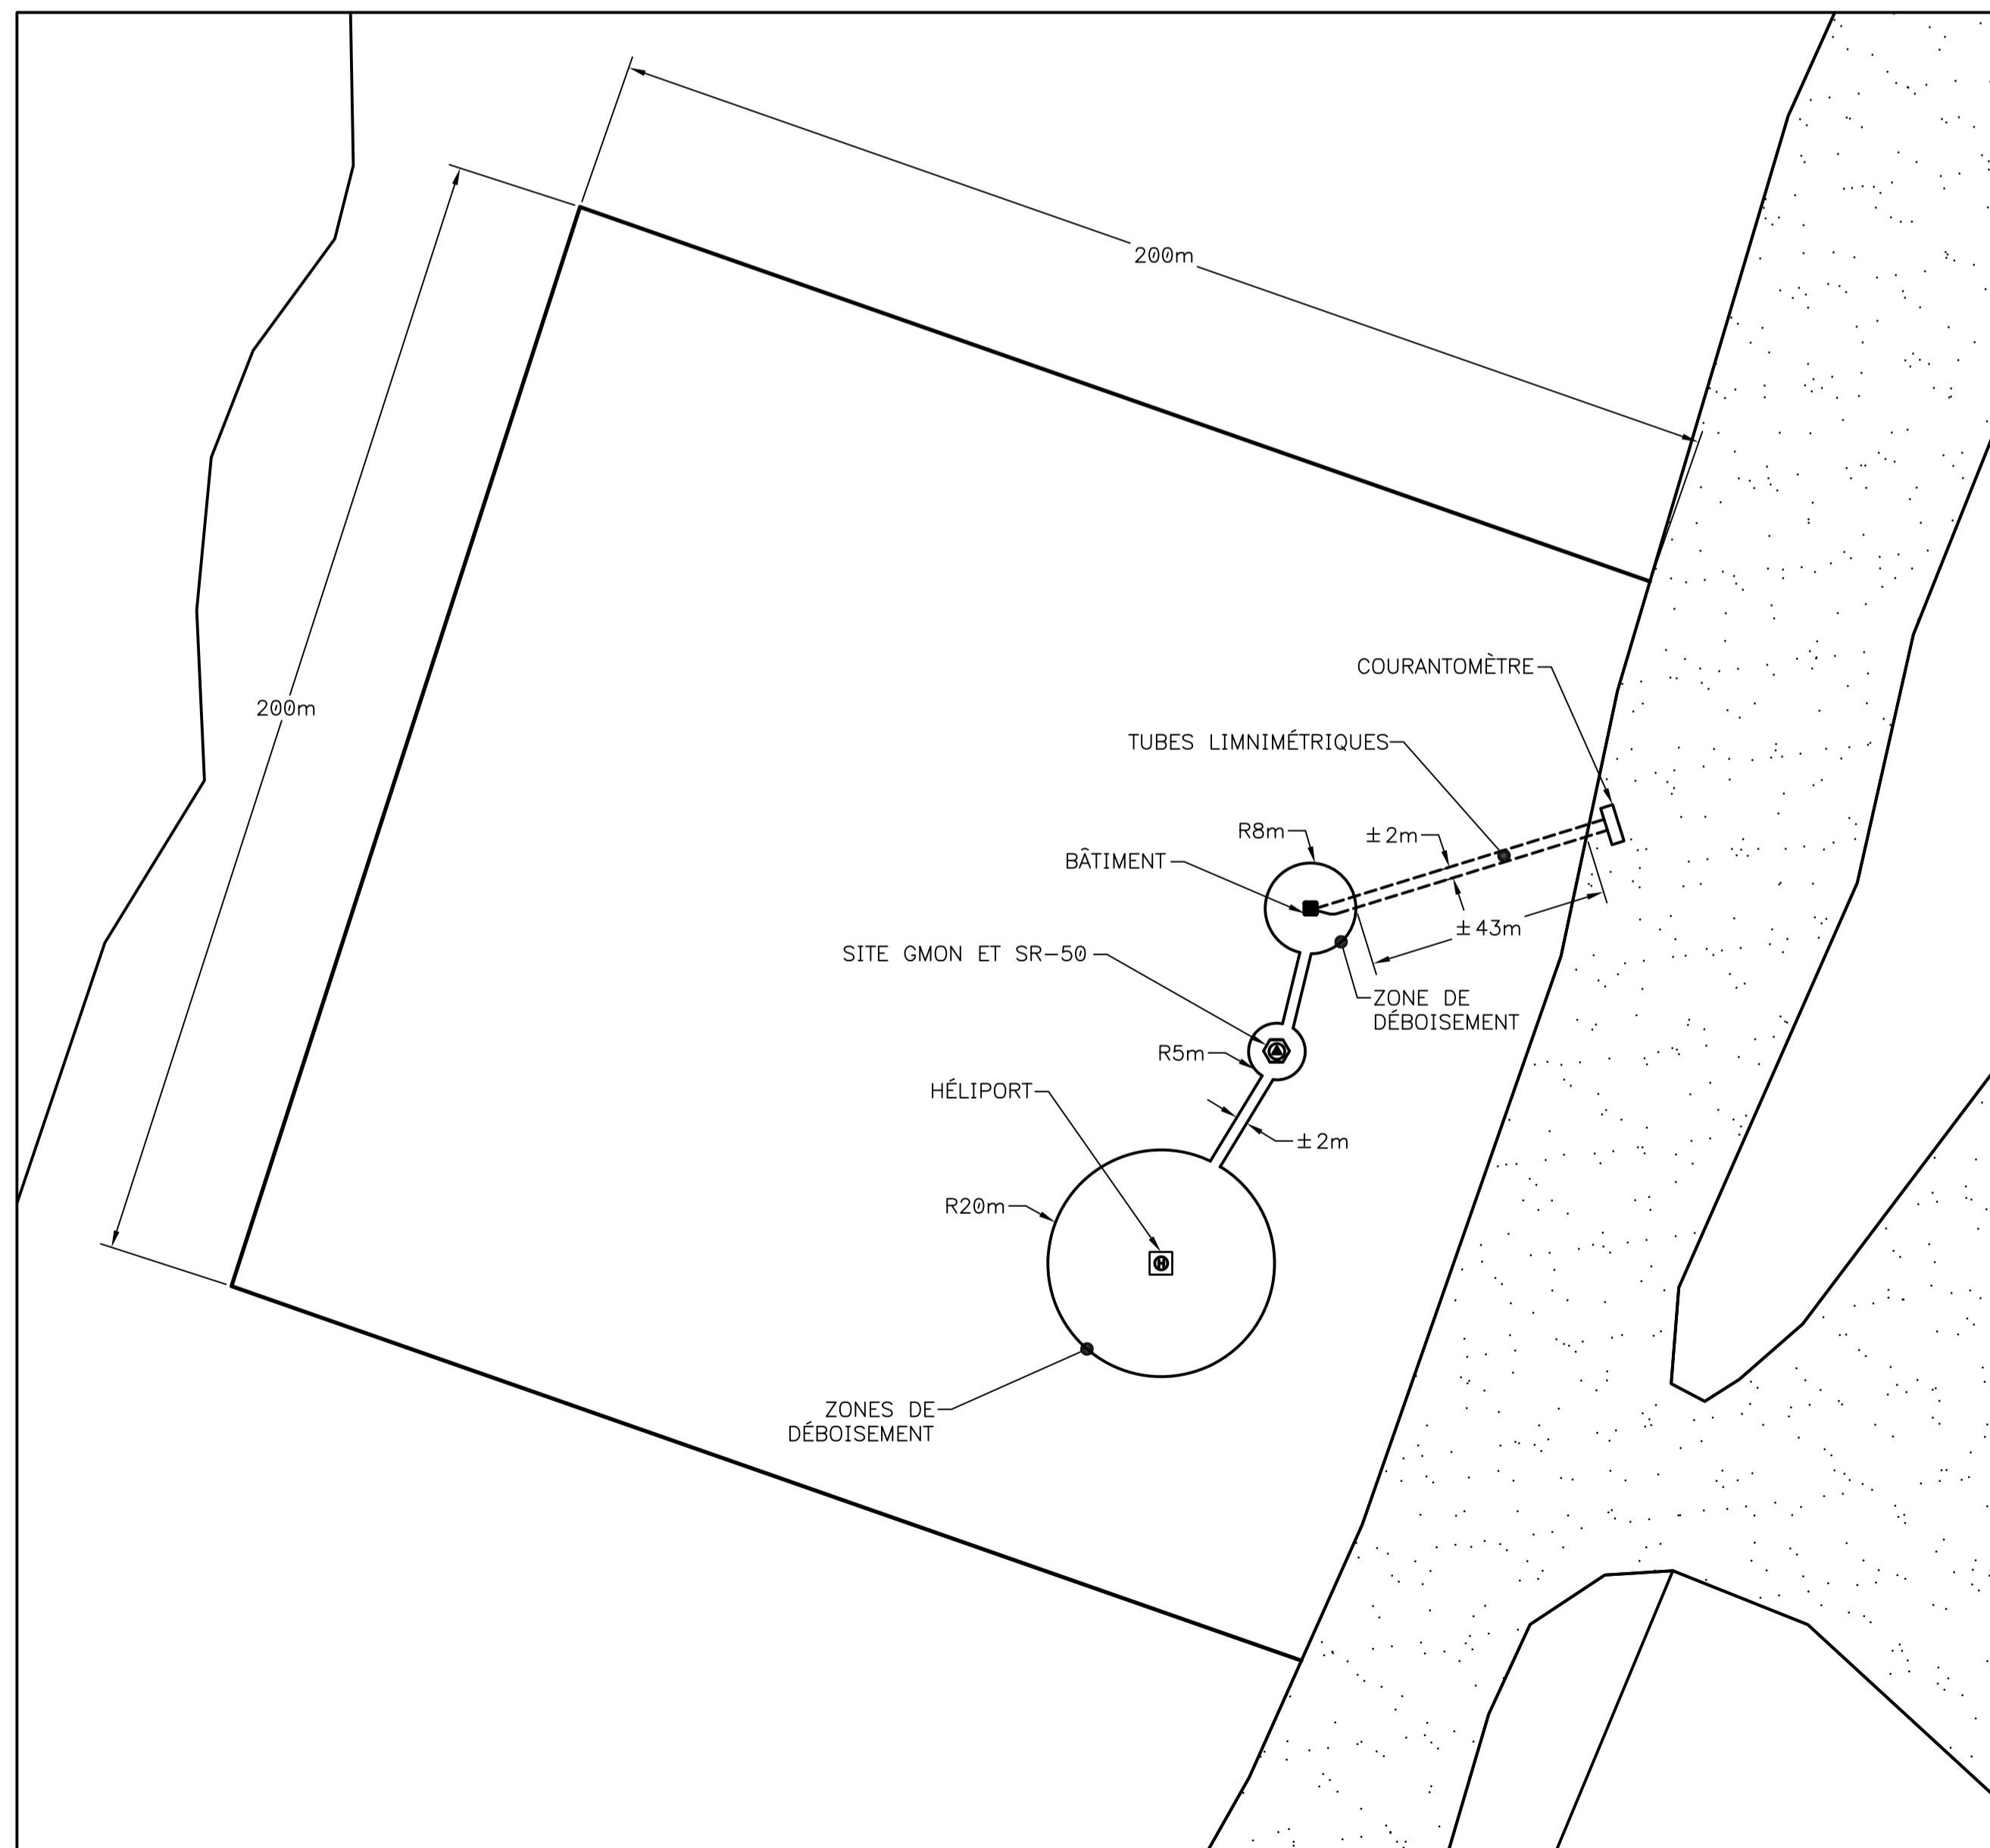 200m
200m
COURANTOMÈTRE
TUBES LIMNIMÉTRIQUES
R8m
±2m
BÂTIMENT
±43m
SITE GMON ET SR-50
ZONE DE
DÉBOISEMENT
R5m
HÉLIPORT
±2m
R20m
H
ZONES DE
DÉBOISEMENT